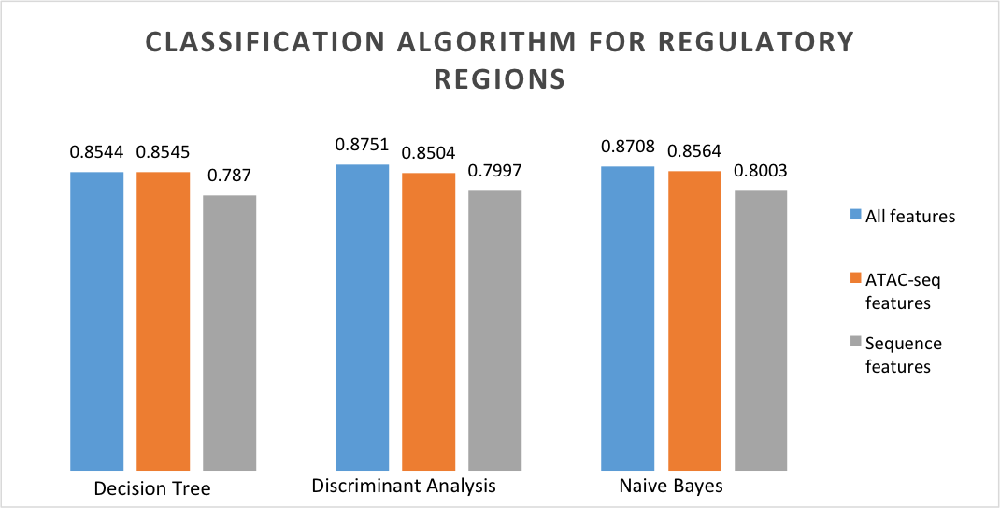 CLASSIFICATION ALGORITHM FOR REGULATORY
REGIONS
0.8544
0.8545
0.787
0.8751
0.8504
0.7997
0.8708
0.8564
0.8003
All features
ATAC-seq
features
Sequence
features
Decision Tree
Discriminant Analysis
Naive Bayes